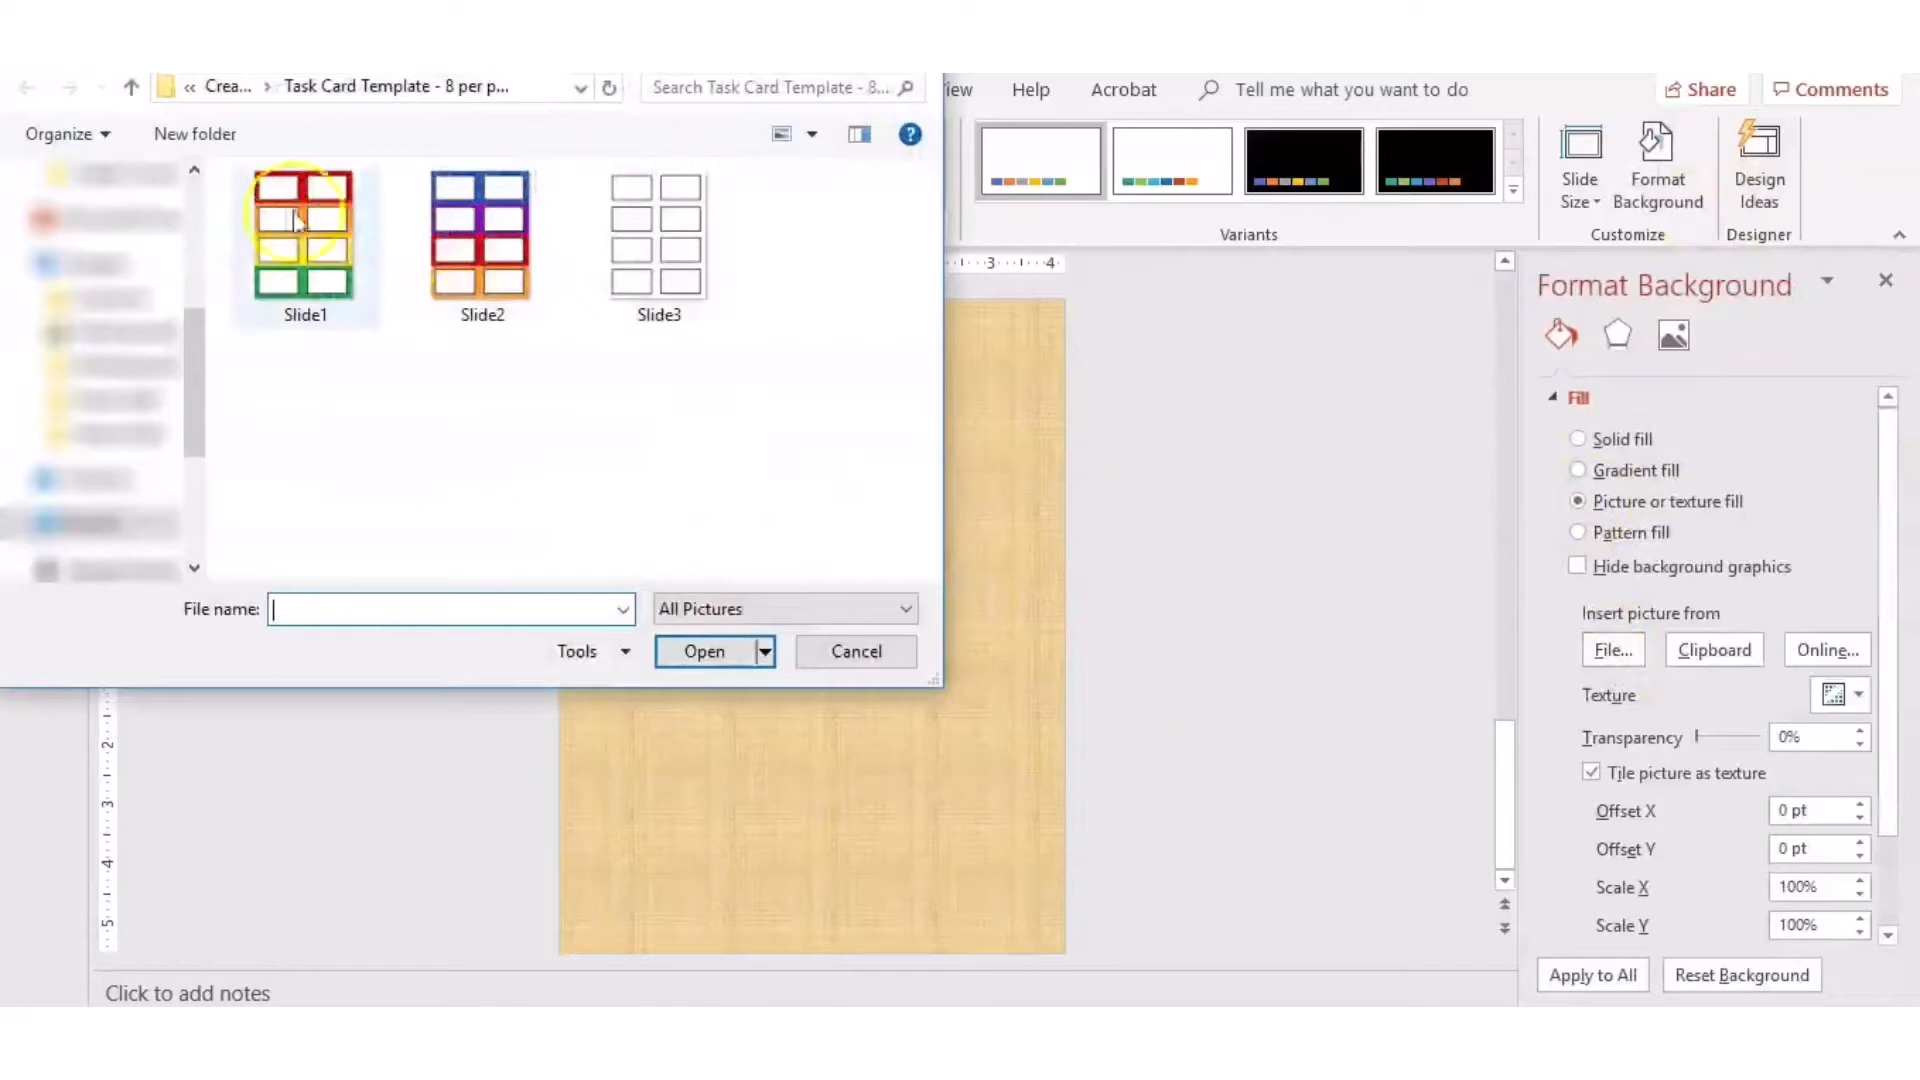 « Crea... > Task Card Template - 8 per p...
Search Task Card Template - 8...
iew
Help
Acrobat
Tell me what you want to do
Share
Comments
Organize
New folder
Slide1
Slide2
Slide3
File name:
All Pictures
Tools
Open
Cancel
Variants
Slide
Size
Format
Background
Design
Ideas
Customize
Designer
3 4
Format Background
Fill
Solid fill
Gradient fill
Picture or texture fill
Pattern fill
Hide background graphics
Insert picture from
File...
Clipboard
Online...
Texture
Transparency
0%
Tile picture as texture
Offset X
0 pt
Offset Y
0 pt
Scale X
100%
Scale Y
100%
Apply to All
Reset Background
2
3
4
5
Click to add notes